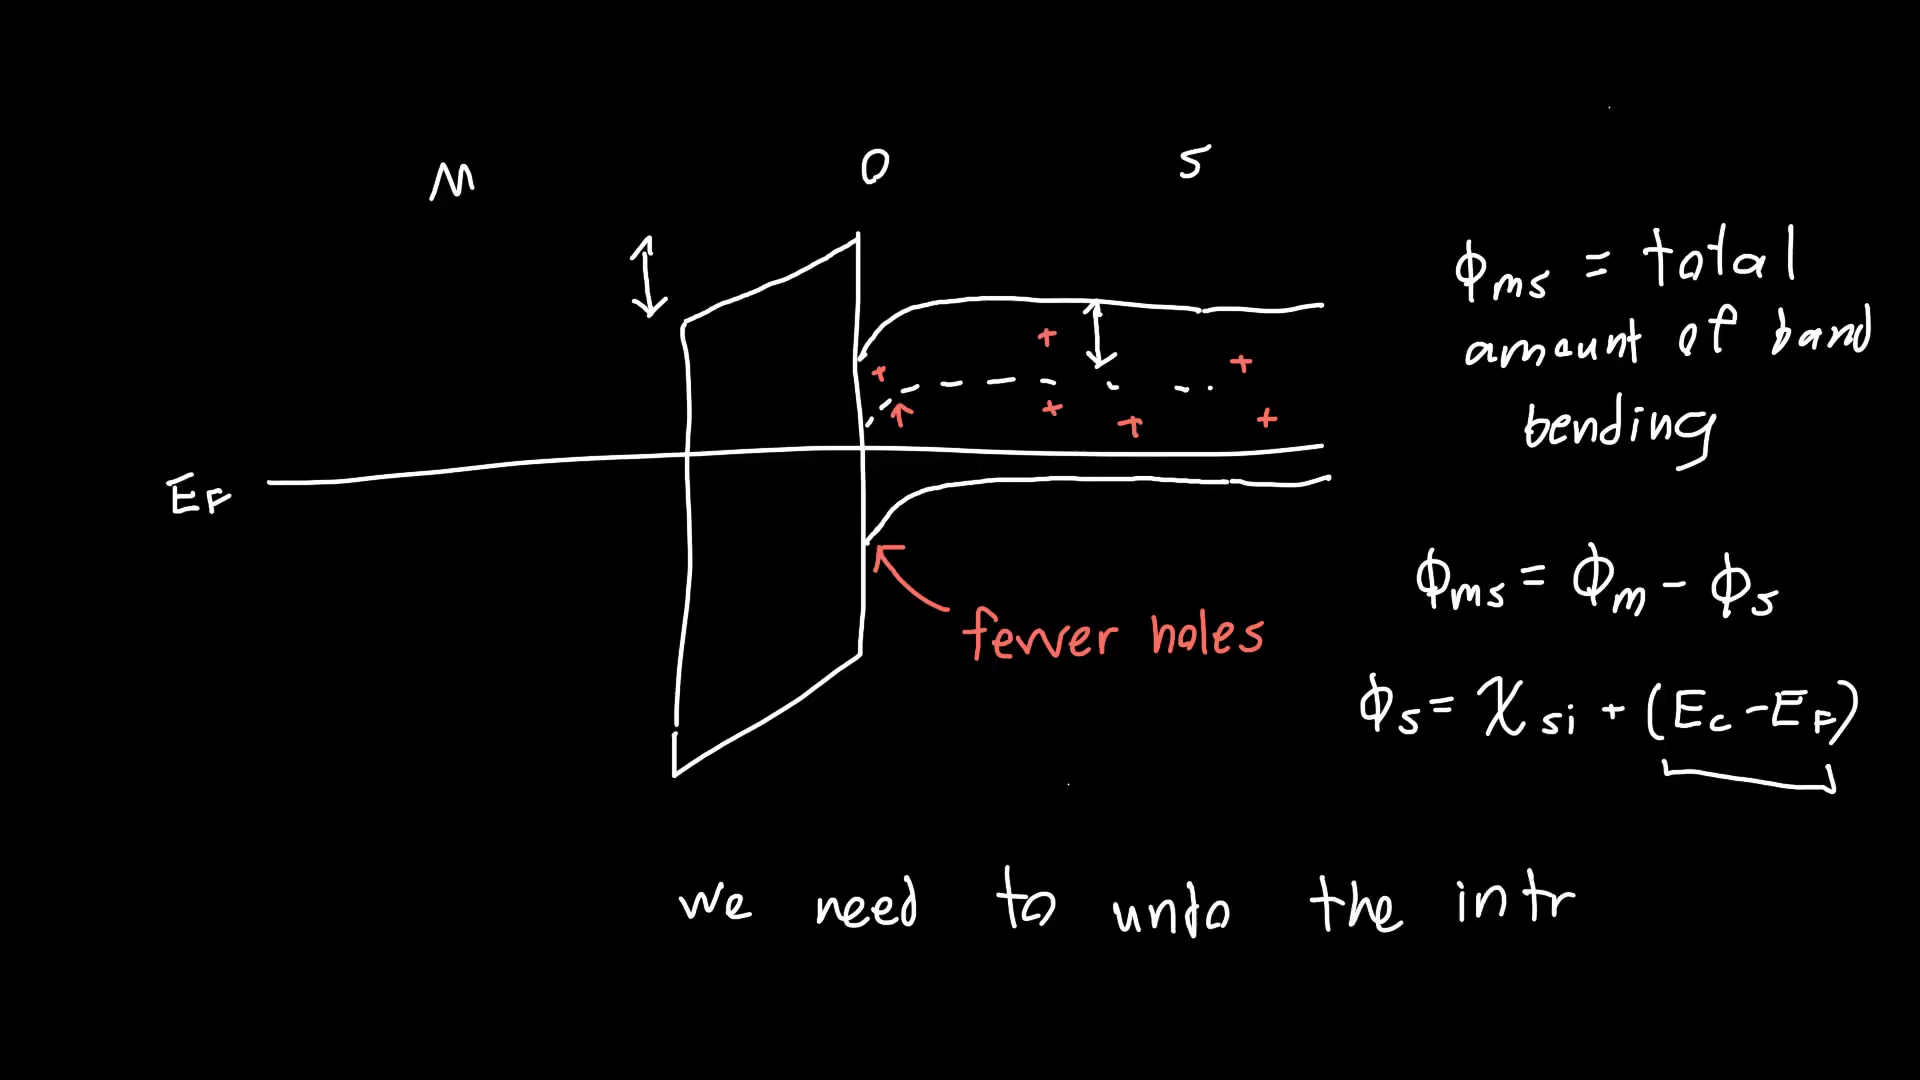 M O S
ϕms = total
amount of band
bending
EF
ϕms = ϕm - ϕs
fewer holes
ϕs = χsi + (Ec - EF)
we need to undo the intr